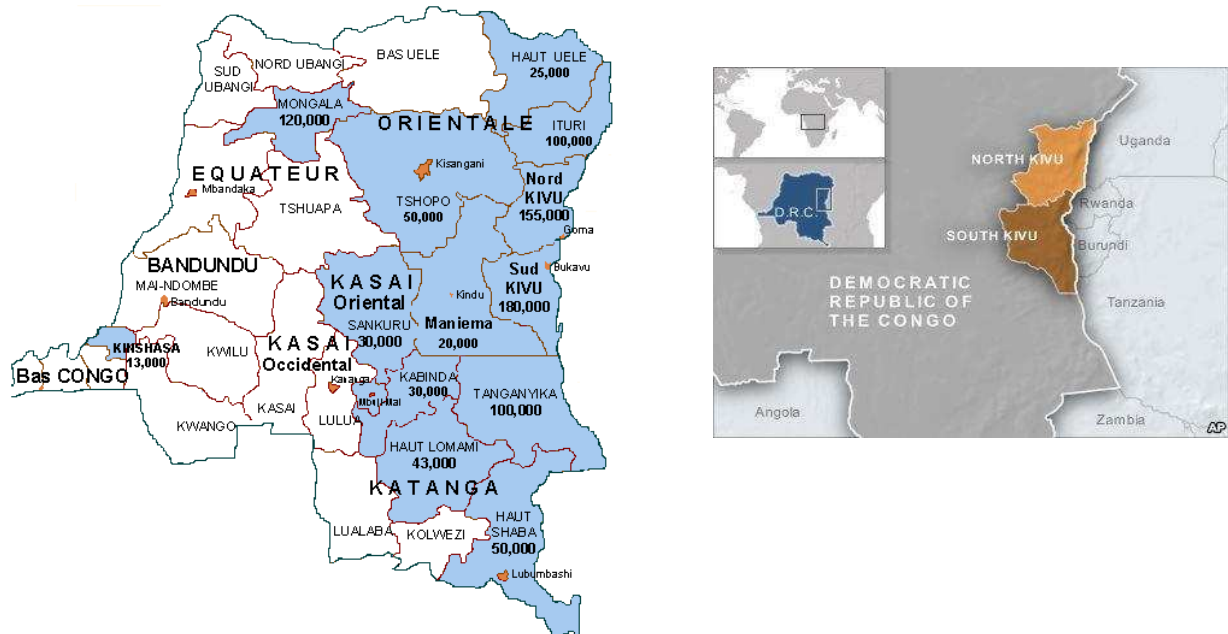 BAS UELE
HAUT UELE
25,000
NORD UBANGI
SUD
UBANGI
MONGALA
120,000
ORIENTALE
ITURI
100,000
Kisangani
EQUATEUR
Mbandaka
TSHUAPA
TSHOPO
50,000
Nord
KIVU
155,000
Goma
BANDUNDU
MAI-NDOMBE
Bandundu
KASAI
Oriental
SANKURU
30,000
Kindu
Maniema
20,000
Sud
KIVU
180,000
Bukavu
KINSHASA
13,000
Bas CONGO
KWILU
KASAI
Occidental
Kananga
KABINDA
30,000
TANGANYIKA
100,000
KWANGO
KASAI
LULUA
HAUT LOMAMI
43,000
KATANGA
LUALABA
KOLWEZI
HAUT
SHABA
50,000
Lubumbashi
D.R.C.
NORTH KIVU
Uganda
Rwanda
SOUTH KIVU
Burundi
DEMOCRATIC
REPUBLIC OF
THE CONGO
Tanzania
Angola
Zambia
AP